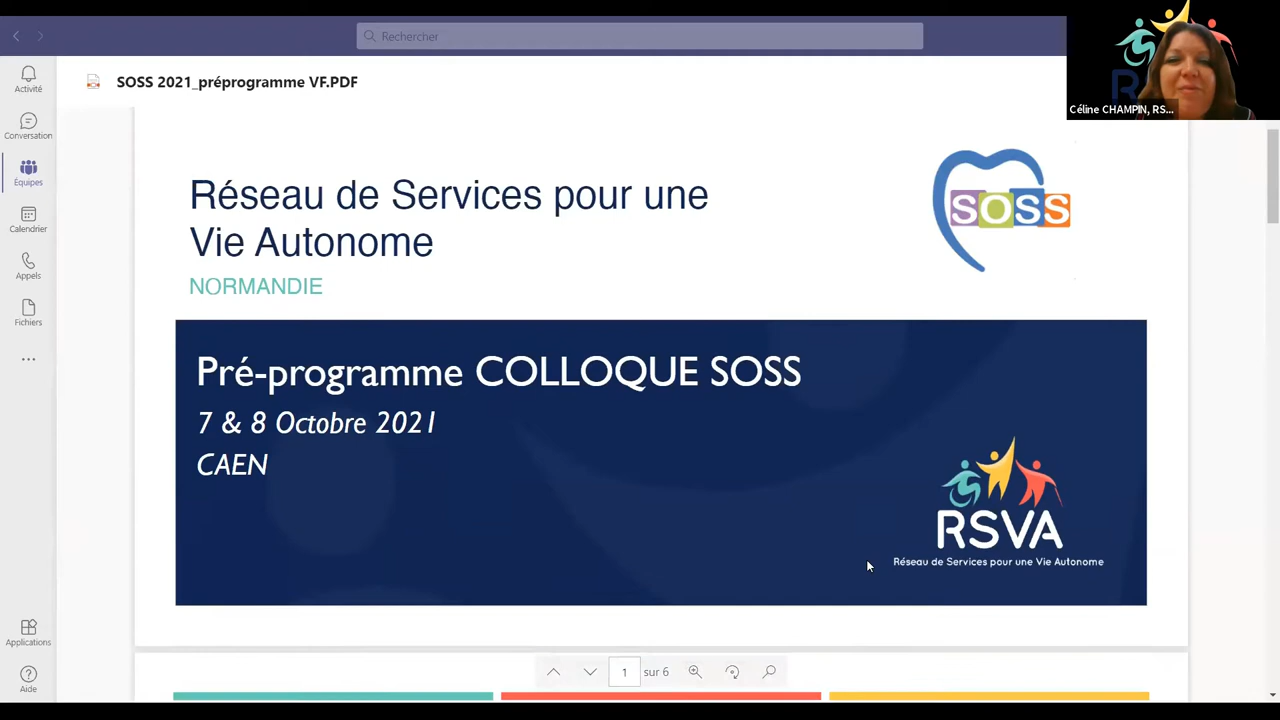 Rechercher
SOSS 2021_préprogramme VF.PDF
Céline CHAMPIN, RS...
Activité
Conversation
Équipes
Calendrier
Appels
Fichiers
Applications
Aide
Réseau de Services pour une
Vie Autonome
NORMANDIE
SOSS
Pré-programme COLLOQUE SOSS
7 & 8 Octobre 2021
CAEN
RSVA
Réseau de Services pour une Vie Autonome
1 sur 6